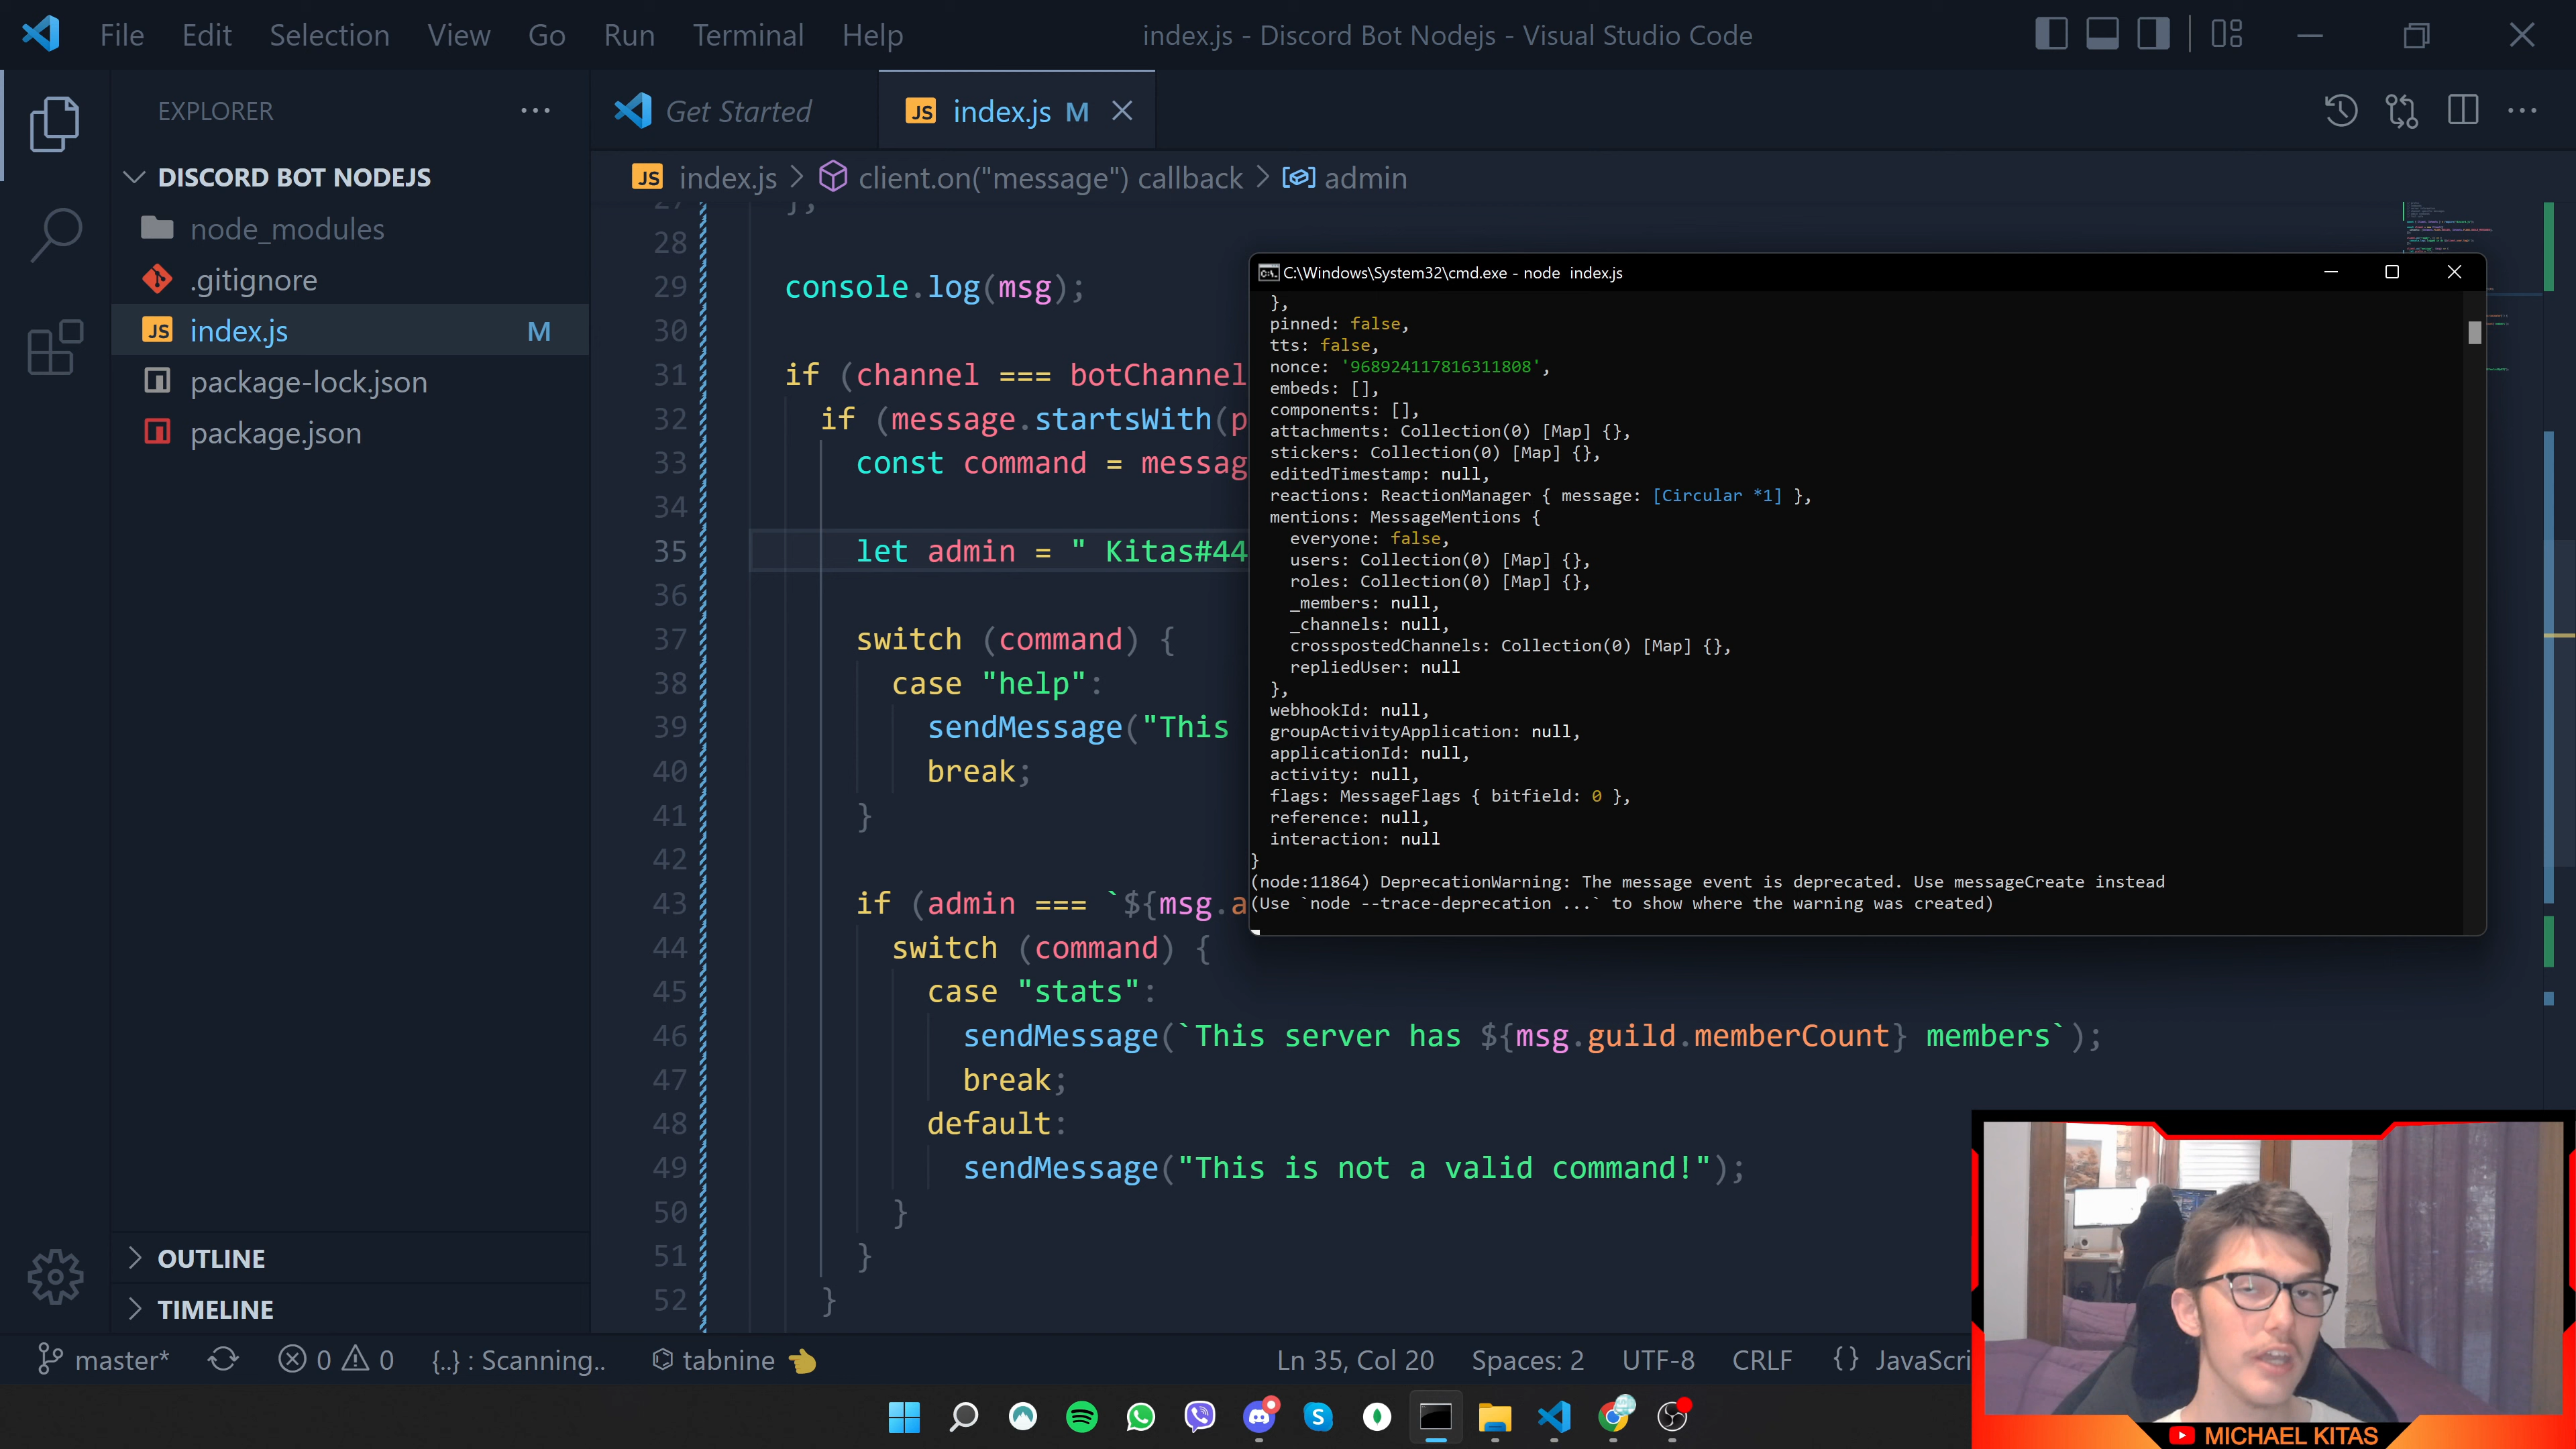 File Edit Selection View Go Run Terminal Help
index.js - Discord Bot Nodejs - Visual Studio Code
EXPLORER
DISCORD BOT NODEJS
node_modules
.gitignore
JS index.js M
package-lock.json
package.json
OUTLINE
TIMELINE
Get Started
JS index.js M
JS index.js > client.on("message") callback > admin
27 },
28
29 console.log(msg);
30
31 if (channel === botChannel
32 if (message.startsWith(p
33 const command = messag
34
35 let admin = " Kitas#44
36
37 switch (command) {
38 case "help":
39 sendMessage("This
40 break;
41 }
42
43 if (admin === `${msg.a
44 switch (command) {
45 case "stats":
46 sendMessage(`This server has ${msg.guild.memberCount} members`);
47 break;
48 default:
49 sendMessage("This is not a valid command!");
50 }
51 }
52 }
C:\Windows\System32\cmd.exe - node index.js
},
pinned: false,
tts: false,
nonce: '968924117816311808',
embeds: [],
components: [],
attachments: Collection(0) [Map] {},
stickers: Collection(0) [Map] {},
editedTimestamp: null,
reactions: ReactionManager { message: [Circular *1] },
mentions: MessageMentions {
everyone: false,
users: Collection(0) [Map] {},
roles: Collection(0) [Map] {},
_members: null,
_channels: null,
crosspostedChannels: Collection(0) [Map] {},
repliedUser: null
},
webhookId: null,
groupActivityApplication: null,
applicationId: null,
activity: null,
flags: MessageFlags { bitfield: 0 },
reference: null,
interaction: null
}
(node:11864) DeprecationWarning: The message event is deprecated. Use messageCreate instead
(Use `node --trace-deprecation ...` to show where the warning was created)
master* 0 0 {..} : Scanning.. tabnine
Ln 35, Col 20 Spaces: 2 UTF-8 CRLF {} JavaScri
MICHAEL KITAS